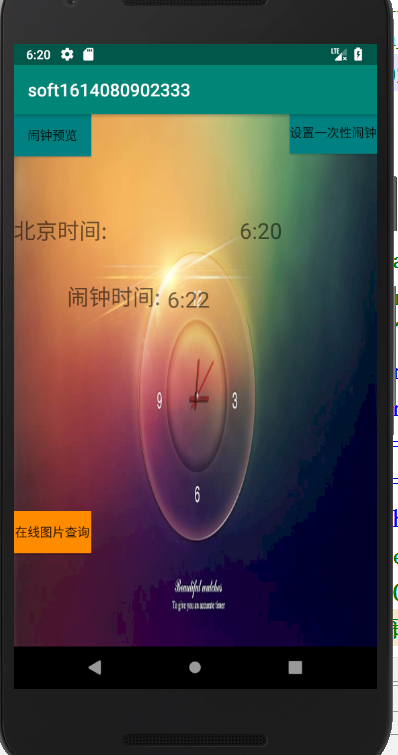 6:20 LTE
soft1614080902333
闹钟预览 设置一次性闹钟
北京时间: 6:20
闹钟时间: 6:22
12
9 3
6
在线图片查询
Beautiful watches
To give you an accurate timer